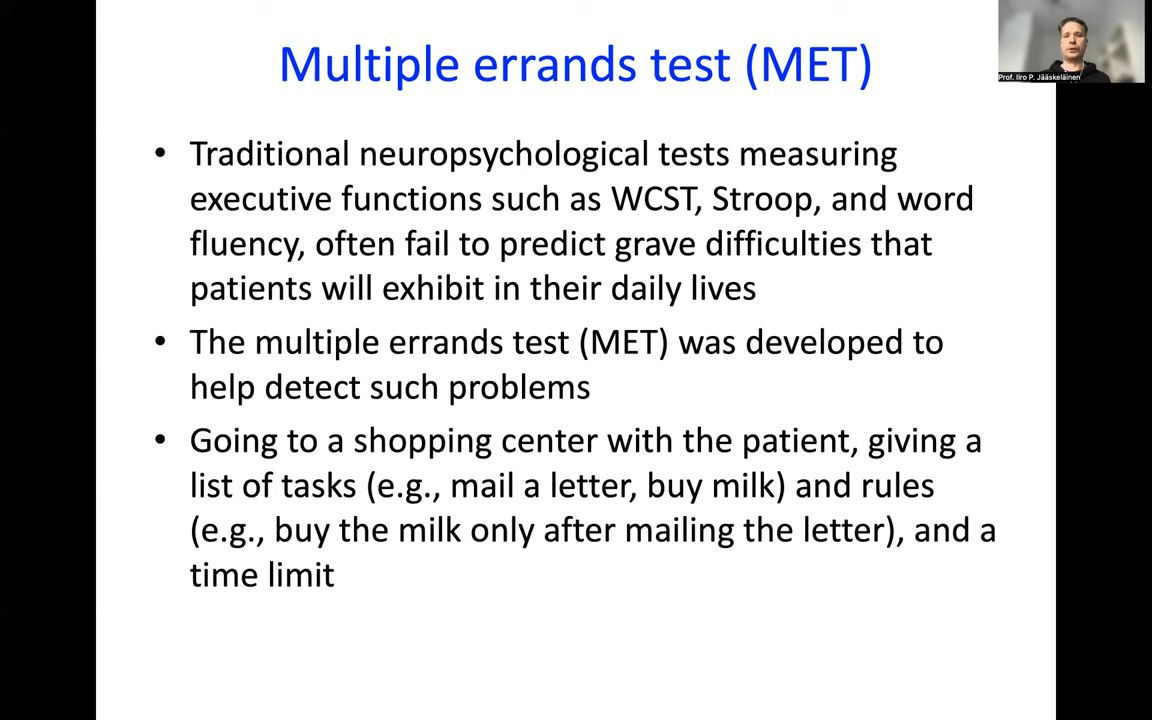 Multiple errands test (MET)
Prof. Iiro P. Jääskeläinen
• Traditional neuropsychological tests measuring
executive functions such as WCST, Stroop, and word
fluency, often fail to predict grave difficulties that
patients will exhibit in their daily lives
• The multiple errands test (MET) was developed to
help detect such problems
• Going to a shopping center with the patient, giving a
list of tasks (e.g., mail a letter, buy milk) and rules
(e.g., buy the milk only after mailing the letter), and a
time limit